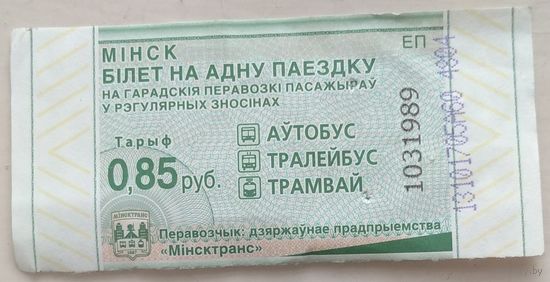 МІНСК
ЕП
БІЛЕТ НА АДНУ ПАЕЗДКУ
НА ГАРАДСКІЯ ПЕРАВОЗКІ ПАСАЖЫРАЎ
У РЭГУЛЯРНЫХ ЗНОСІНАХ
Тарыф
0,85 руб.
АЎТОБУС
ТРАЛЕЙБУС
ТРАМВАЙ
1031989
МІНСКТРАНС
Перавозчык: дзяржаўнае прадпрыемства
«Мінсктранс»